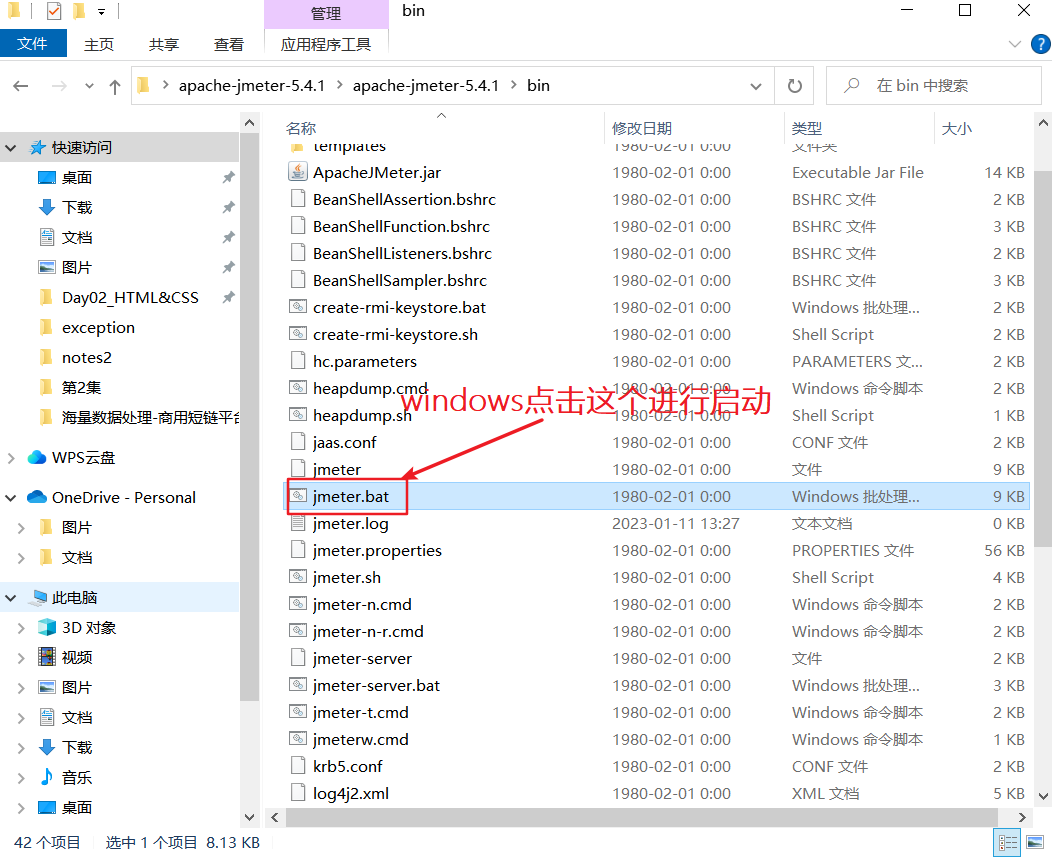 管理
bin
文件
主页
共享
查看
应用程序工具
apache-jmeter-5.4.1
apache-jmeter-5.4.1
bin
在 bin 中搜索
快速访问
桌面
下载
文档
图片
Day02_HTML&CSS
exception
notes2
第2集
海量数据处理-商用短链平台
WPS云盘
OneDrive - Personal
图片
文档
此电脑
3D 对象
视频
图片
文档
下载
音乐
桌面
名称 修改日期 类型 大小
templates 1980-02-01 0:00 文件夹
ApacheJMeter.jar 1980-02-01 0:00 Executable Jar File 14 KB
BeanShellAssertion.bshrc 1980-02-01 0:00 BSHRC 文件 2 KB
BeanShellFunction.bshrc 1980-02-01 0:00 BSHRC 文件 3 KB
BeanShellListeners.bshrc 1980-02-01 0:00 BSHRC 文件 2 KB
BeanShellSampler.bshrc 1980-02-01 0:00 BSHRC 文件 3 KB
create-rmi-keystore.bat 1980-02-01 0:00 Windows 批处理... 2 KB
create-rmi-keystore.sh 1980-02-01 0:00 Shell Script 2 KB
hc.parameters 1980-02-01 0:00 PARAMETERS 文... 2 KB
heapdump.cmd 1980-02-01 0:00 Windows 命令脚本 2 KB
windows点击这个进行启动
heapdump.sh 1980-02-01 0:00 Shell Script 1 KB
jaas.conf 1980-02-01 0:00 CONF 文件 2 KB
jmeter 1980-02-01 0:00 文件 9 KB
jmeter.bat 1980-02-01 0:00 Windows 批处理... 9 KB
jmeter.log 2023-01-11 13:27 文本文档 0 KB
jmeter.properties 1980-02-01 0:00 PROPERTIES 文件 56 KB
jmeter.sh 1980-02-01 0:00 Shell Script 4 KB
jmeter-n.cmd 1980-02-01 0:00 Windows 命令脚本 2 KB
jmeter-n-r.cmd 1980-02-01 0:00 Windows 命令脚本 2 KB
jmeter-server 1980-02-01 0:00 文件 2 KB
jmeter-server.bat 1980-02-01 0:00 Windows 批处理... 3 KB
jmeter-t.cmd 1980-02-01 0:00 Windows 命令脚本 2 KB
jmeterw.cmd 1980-02-01 0:00 Windows 命令脚本 1 KB
krb5.conf 1980-02-01 0:00 CONF 文件 2 KB
log4j2.xml 1980-02-01 0:00 XML 文档 5 KB
42 个项目 选中 1 个项目 8.13 KB